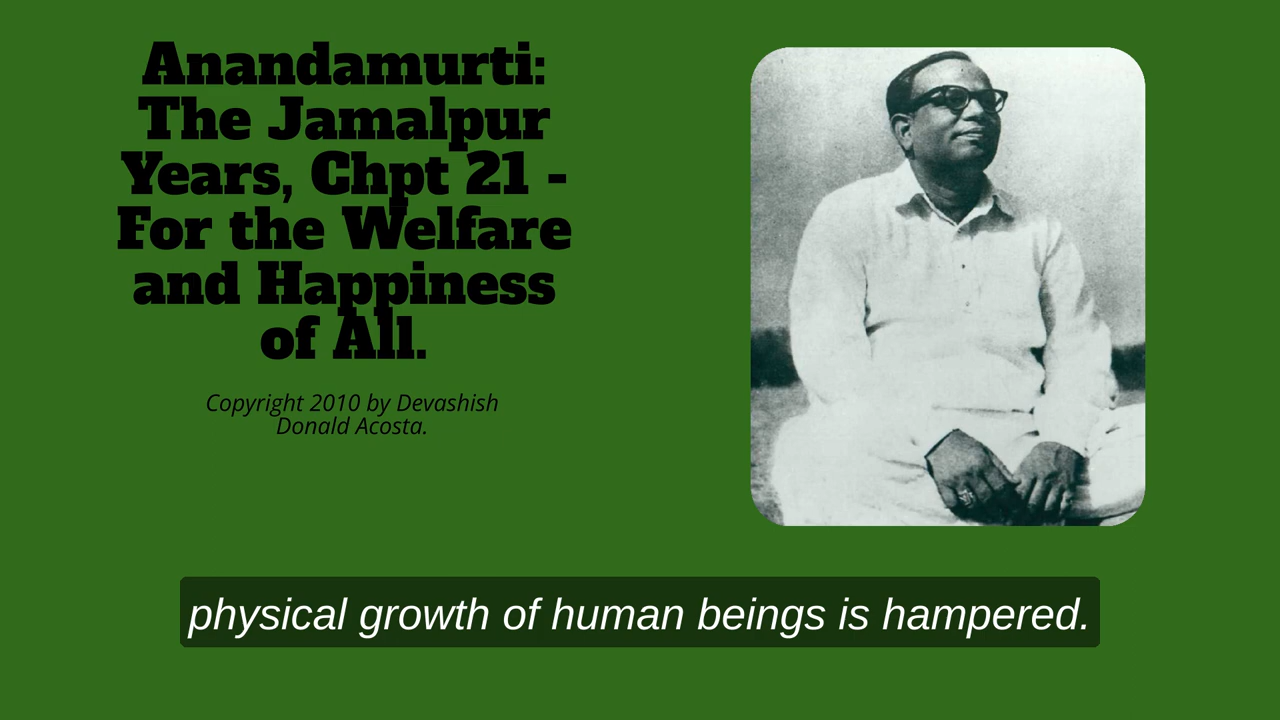 Anandamurti:
The Jamalpur
Years, Chpt 21 -
For the Welfare
and Happiness
of All.
Copyright 2010 by Devashish
Donald Acosta.
physical growth of human beings is hampered.